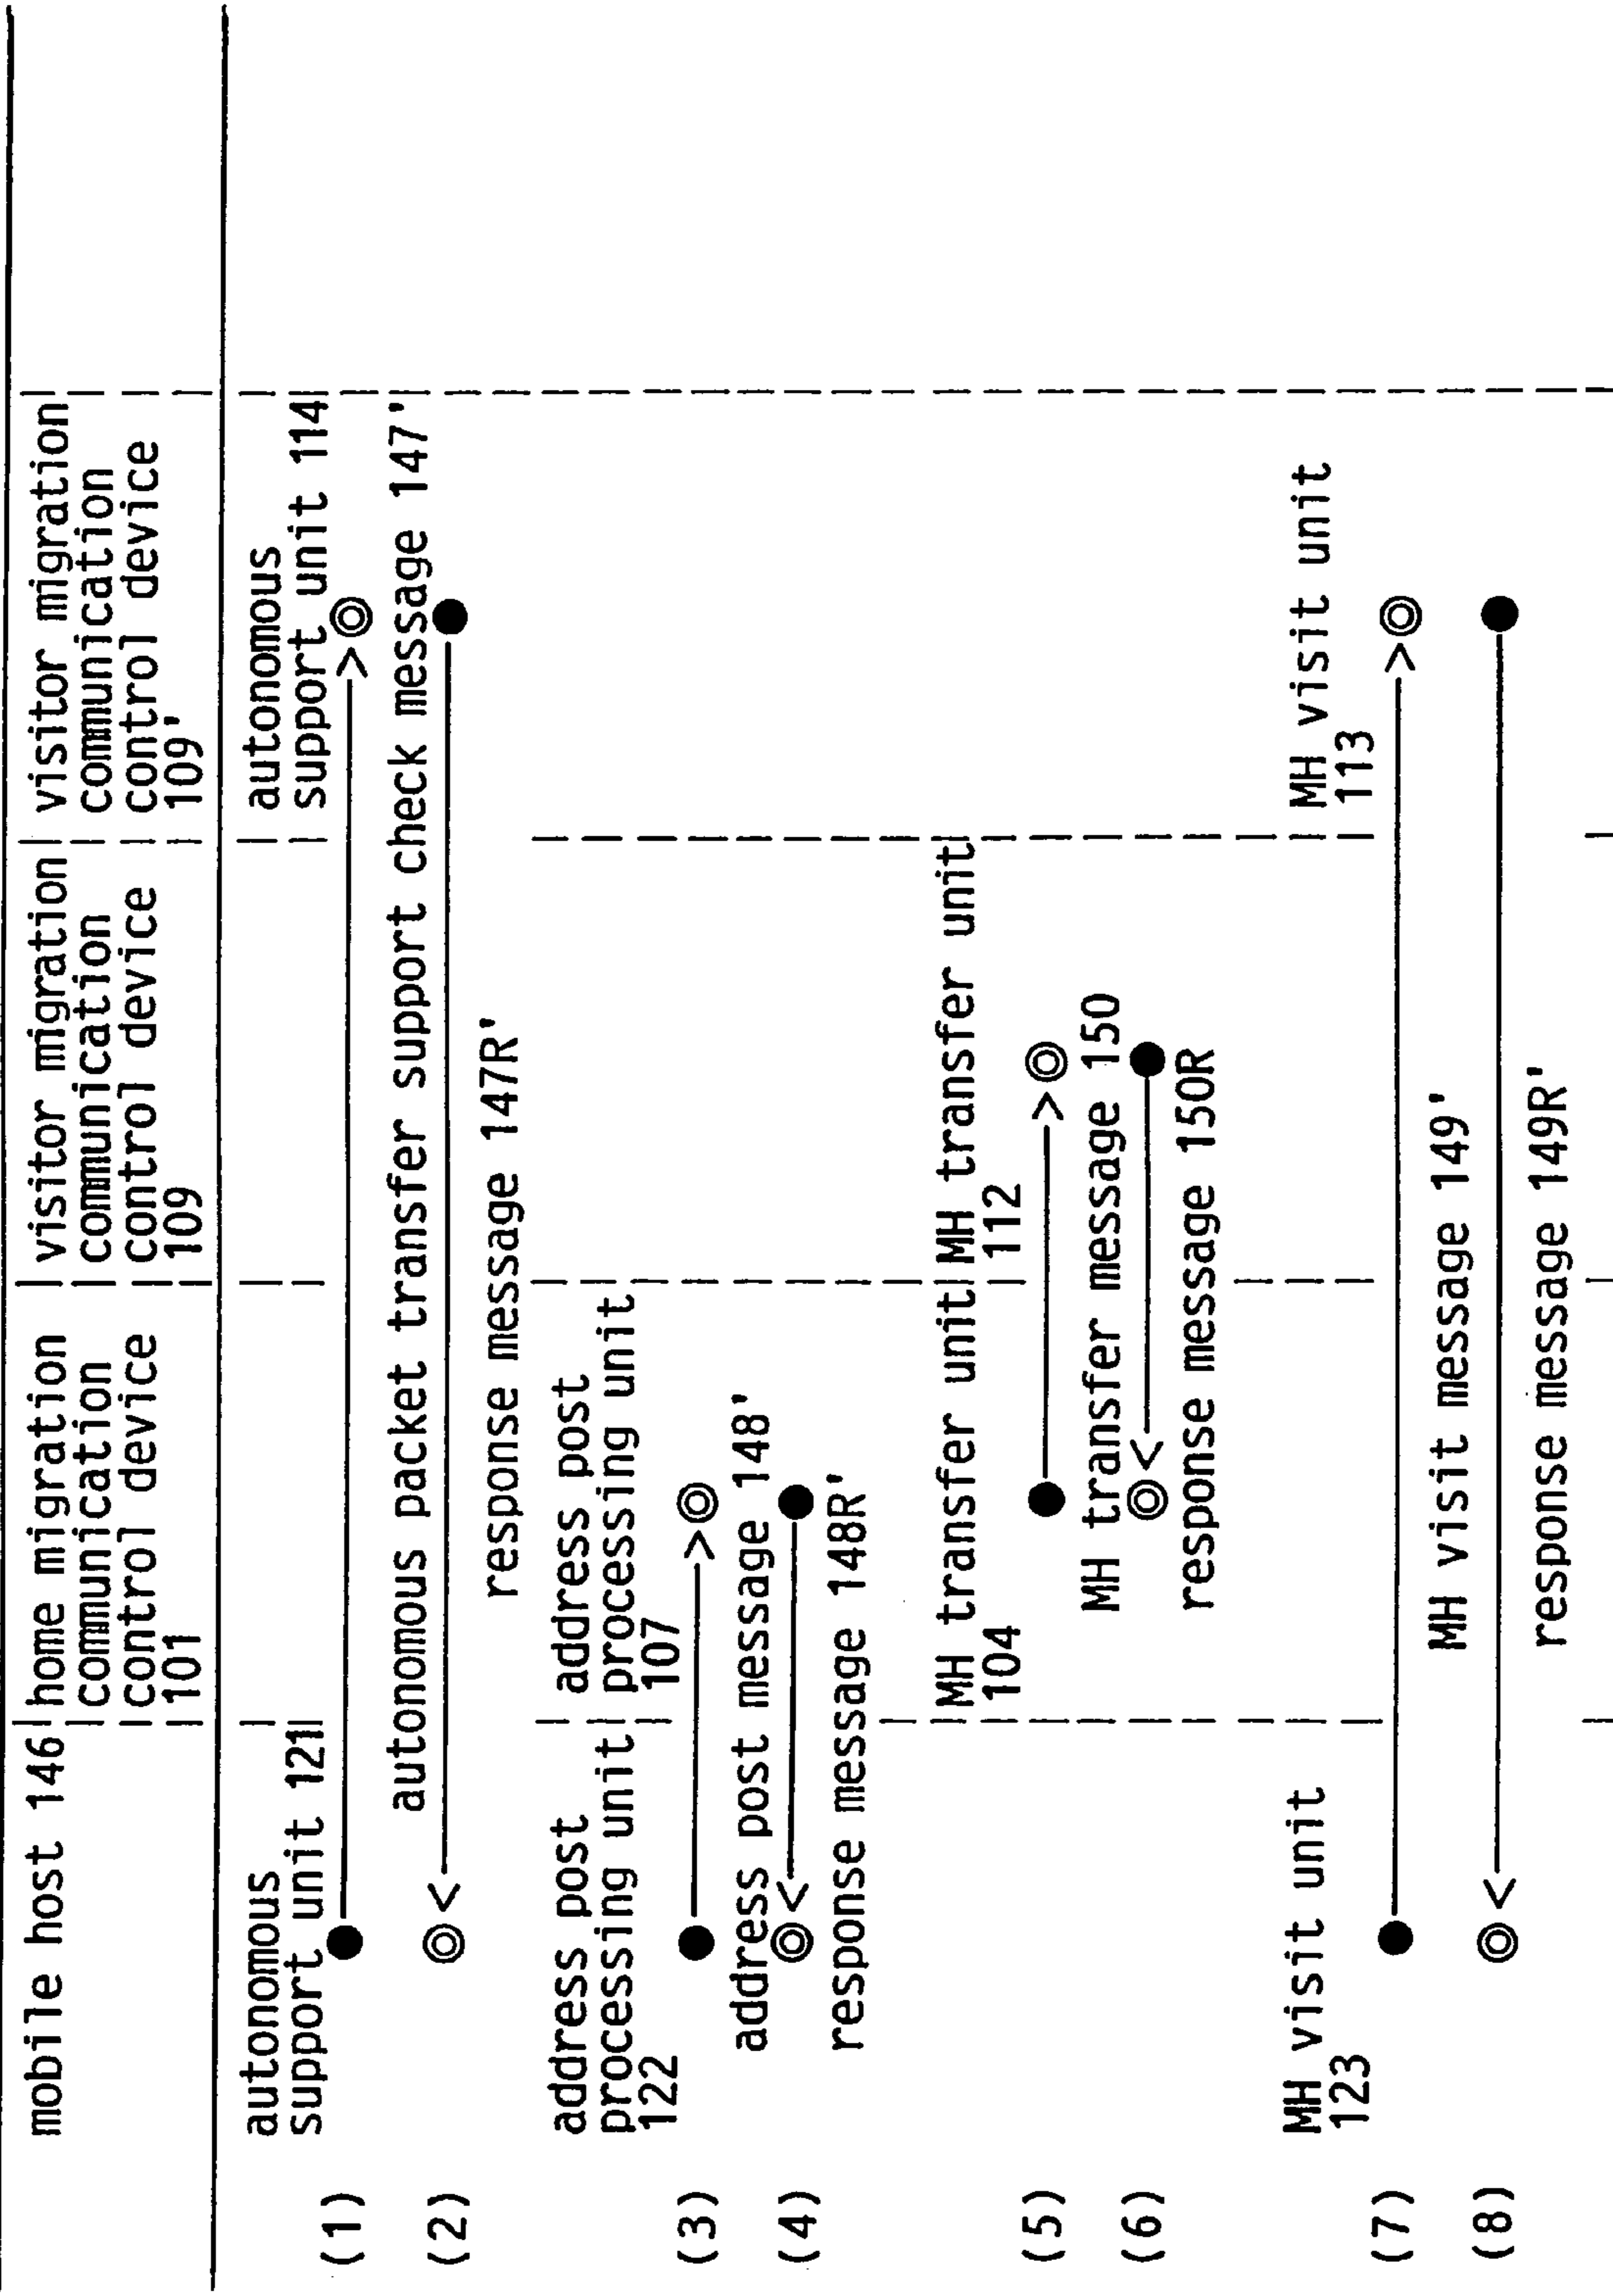 mobile host 146
home migration
communication
control device
101
visitor migration
communication
control device
109
visitor migration
communication
control device
109'
autonomous
support unit 121
autonomous
support unit 114
(1)
autonomous packet transfer support check message 147'
(2)
response message 147R'
address post
processing unit
122
address post
processing unit
107
(3)
address post message 148'
(4)
response message 148R'
MH transfer unit
104
MH transfer unit
112
(5)
MH transfer message 150
(6)
response message 150R
MH visit unit
123
MH visit unit
113
(7)
MH visit message 149'
(8)
response message 149R'